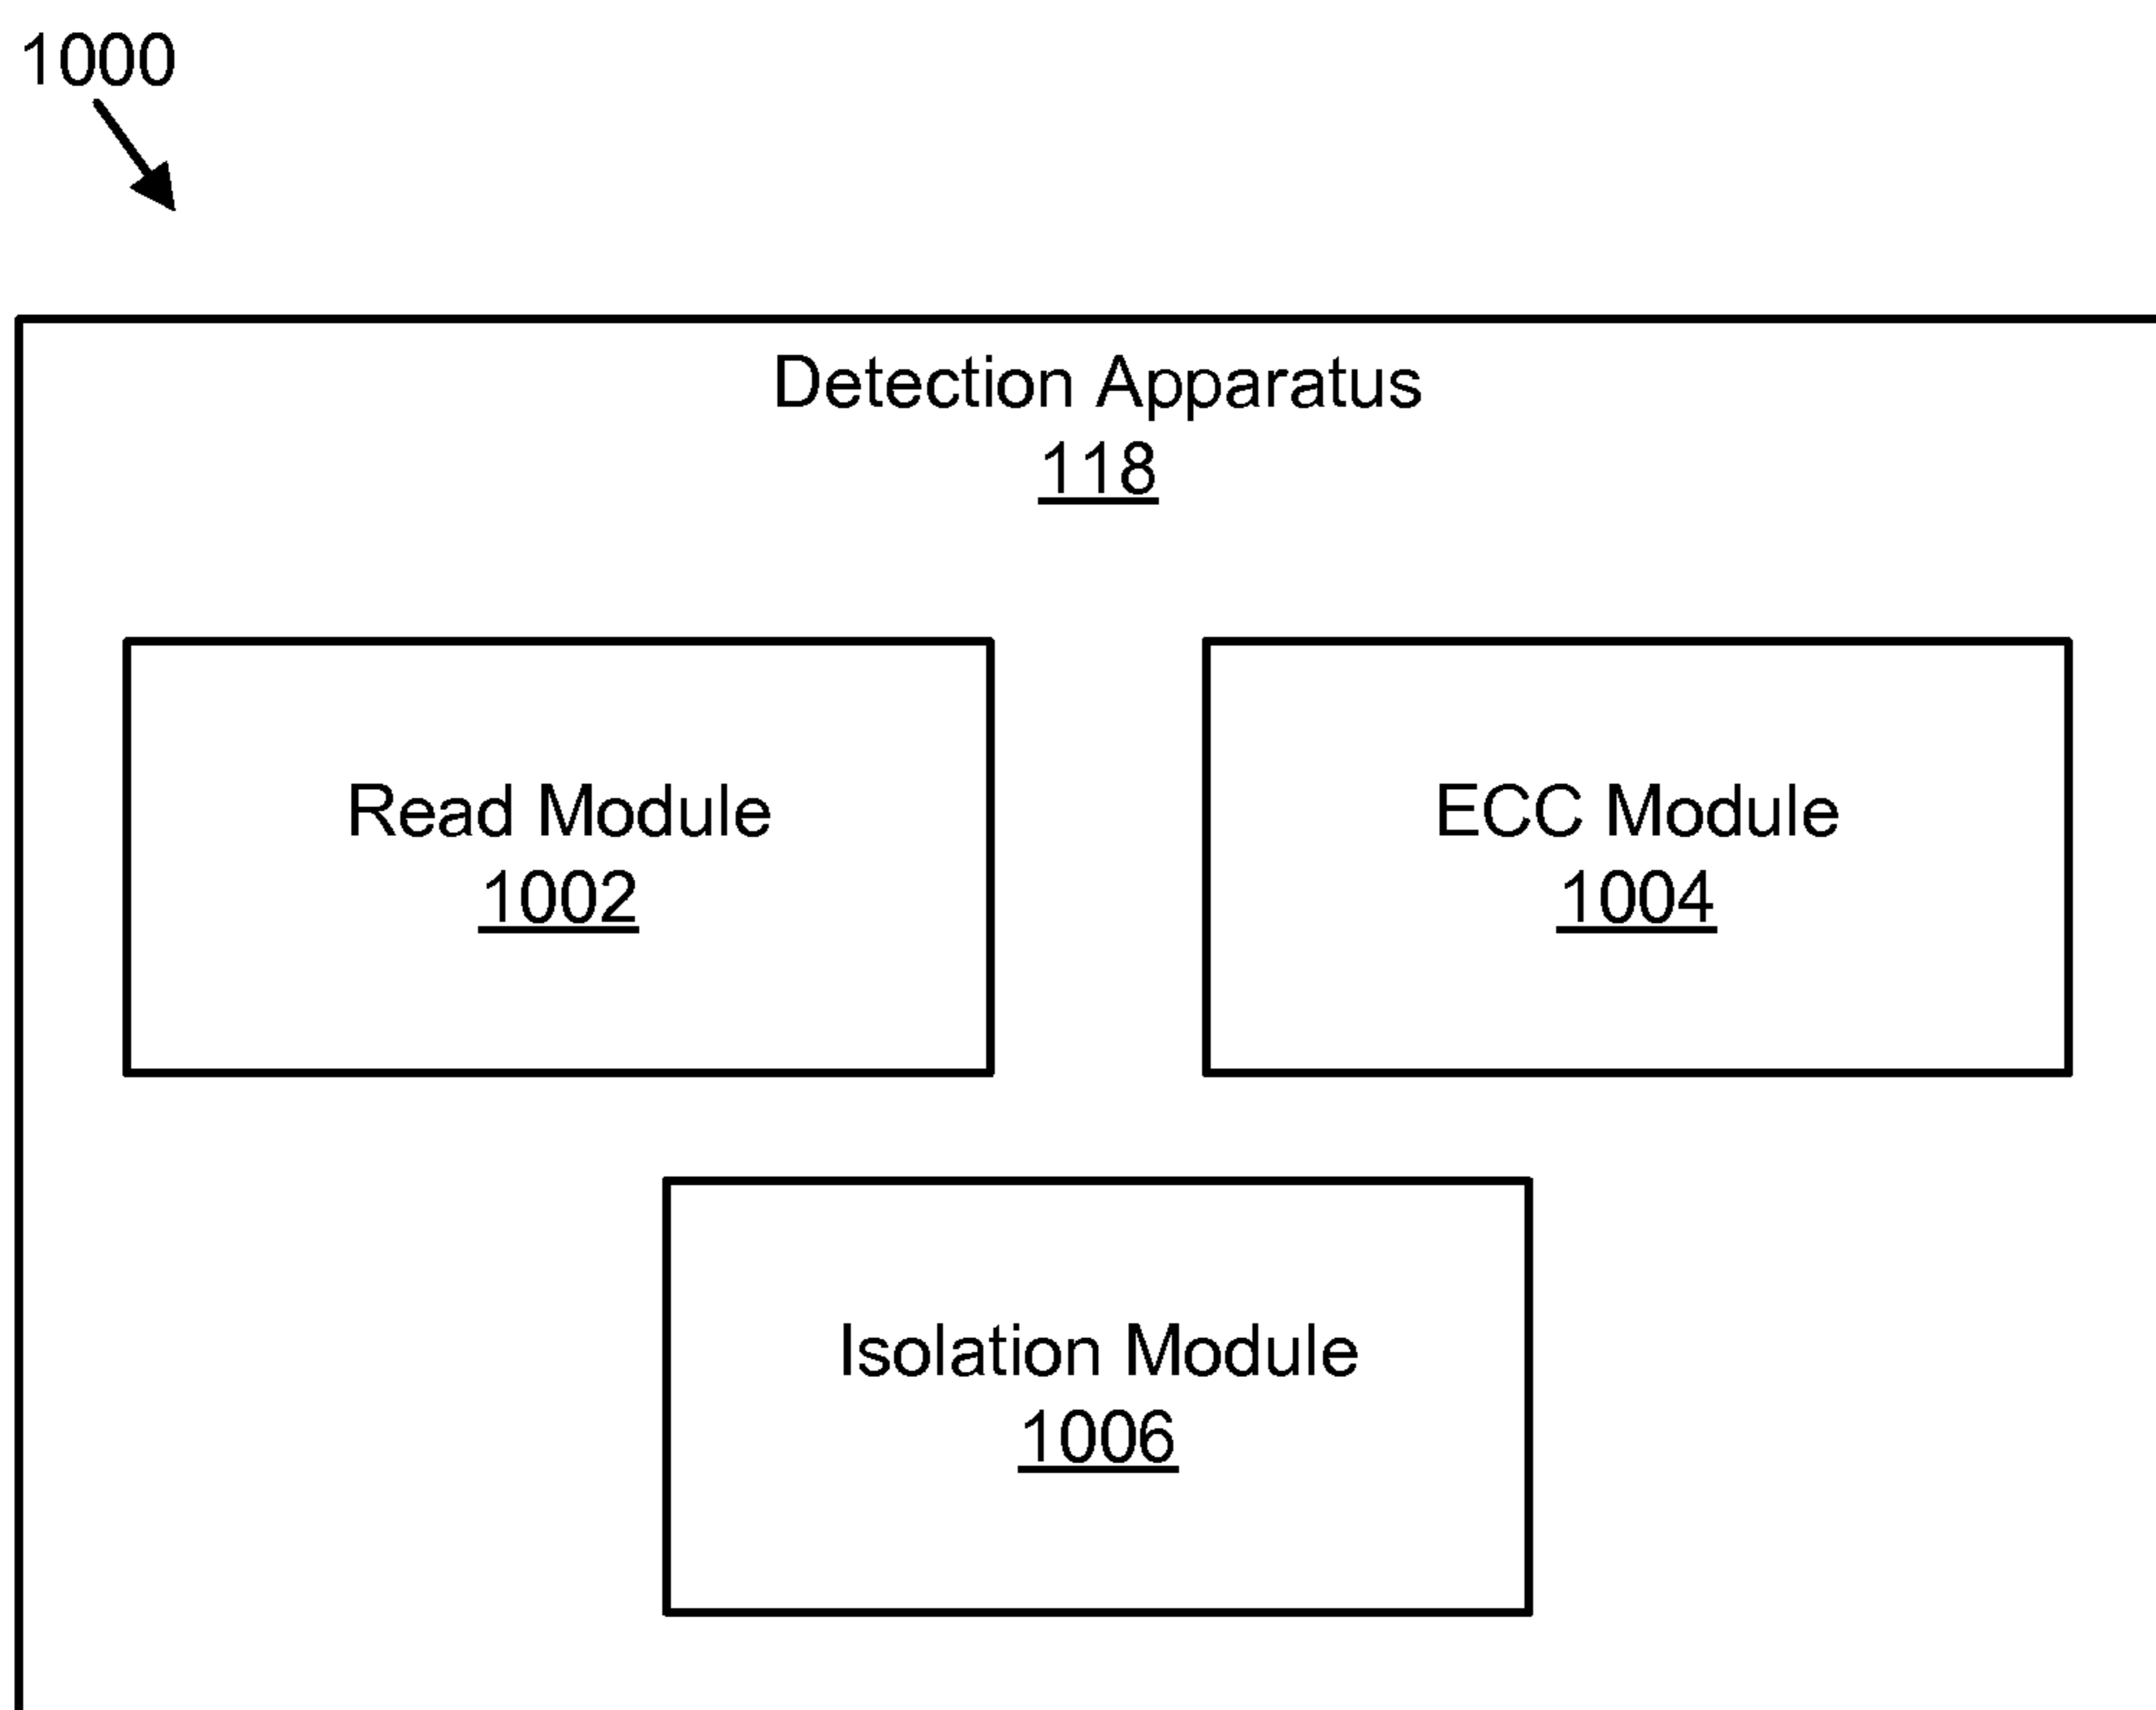 1000
Detection Apparatus
118
Read Module
1002
ECC Module
1004
Isolation Module
1006